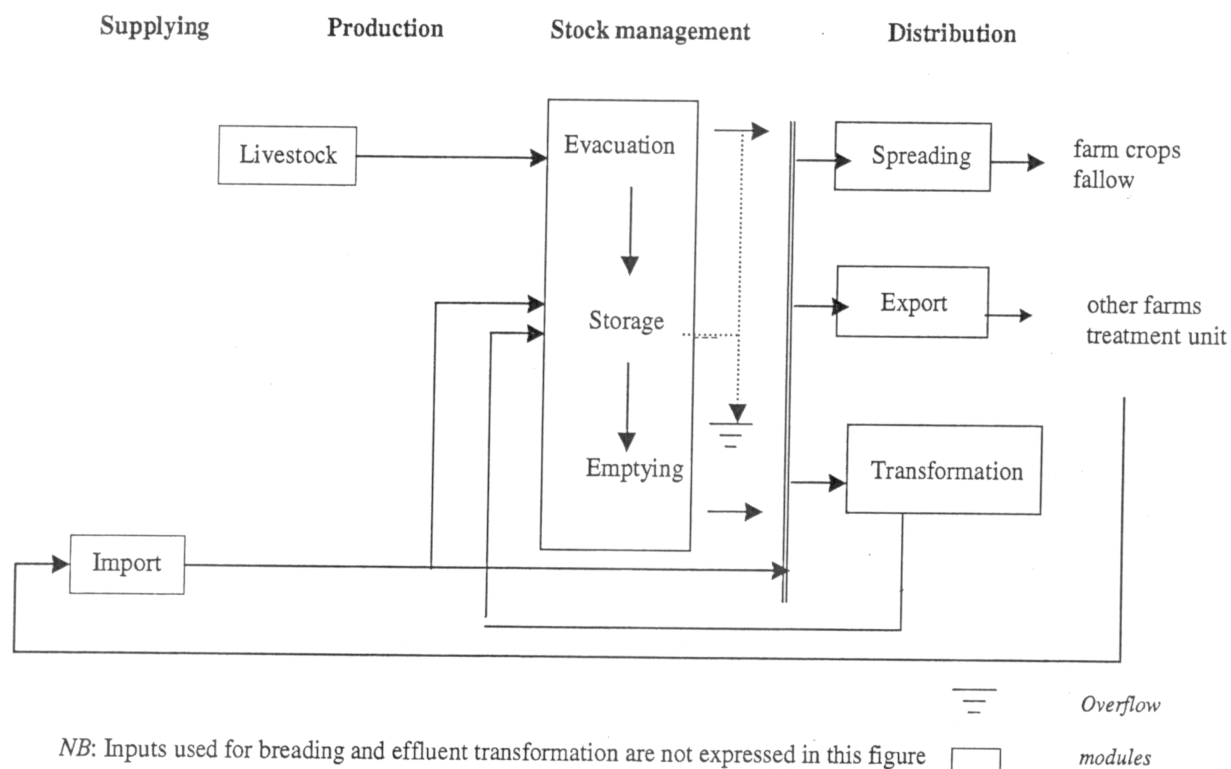 Supplying Production Stock management Distribution
Livestock
Evacuation
Spreading
farm crops
fallow
Storage
Export
other farms
treatment unit
Emptying
Transformation
Import
Overflow
NB: Inputs used for breading and effluent transformation are not expressed in this figure
modules